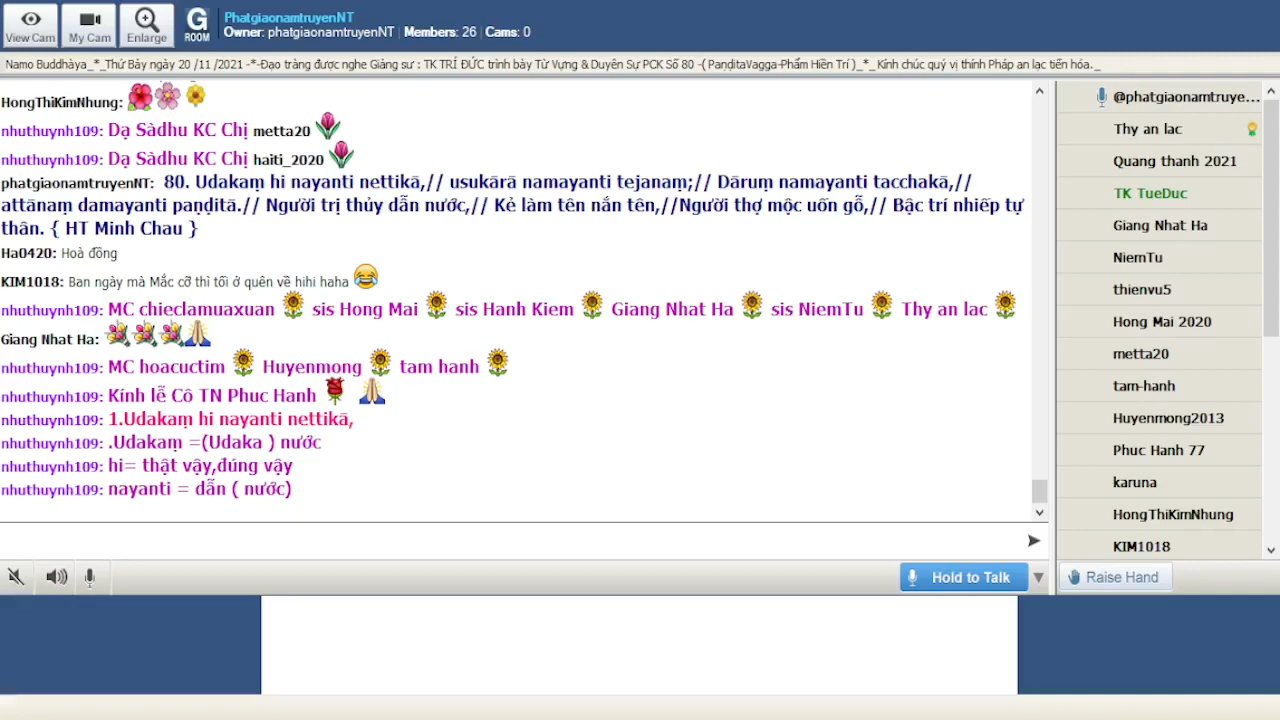 View Cam
My Cam
Enlarge
G
ROOM
PhatgiaonamtruyenNT
Owner: phatgiaonamtruyenNT | Members: 26 | Cams: 0
Namo Buddhàya_*_Thứ Bảy ngày 20 /11 /2021 -*-Đạo tràng được nghe Giảng sư : TK TRÍ ĐỨC trình bày Từ Vựng & Duyên Sự PCK Số 80 -( PaṇḍitaVagga-Phẩm Hiền Trí )_*_ Kính chúc quý vị thính Pháp an lạc tiến hóa._
HongThiKimNhung:
nhuthuynh109: Dạ Sàdhu KC Chị metta20
nhuthuynh109: Dạ Sàdhu KC Chị haiti_2020
phatgiaonamtruyenNT: 80. Udakaṃ hi nayanti nettikā,// usukārā namayanti tejanaṃ;// Dāruṃ namayanti tacchakā,//
attānaṃ damayanti paṇḍitā.// Người trị thủy dẫn nước,// Kẻ làm tên nắn tên,//Người thợ mộc uốn gỗ,// Bậc trí nhiếp tự
thân. { HT Minh Chau }
Ha0420: Hoà đồng
KIM1018: Ban ngày mà Mắc cỡ thì tối ở quên về hihi haha
nhuthuynh109: MC chieclamuaxuan sis Hong Mai sis Hanh Kiem Giang Nhat Ha sis NiemTu Thy an lac
Giang Nhat Ha:
nhuthuynh109: MC hoacuctim Huyenmong tam hanh
nhuthuynh109: Kính lễ Cô TN Phuc Hanh
nhuthuynh109: 1.Udakaṃ hi nayanti nettikā,
nhuthuynh109: .Udakaṃ =(Udaka ) nước
nhuthuynh109: hi= thật vậy,đúng vậy
nhuthuynh109: nayanti = dẫn ( nước)
@phatgiaonamtruye...
Thy an lac
Quang thanh 2021
TK TueDuc
Giang Nhat Ha
NiemTu
thienvu5
Hong Mai 2020
metta20
tam-hanh
Huyenmong2013
Phuc Hanh 77
karuna
HongThiKimNhung
KIM1018
Hold to Talk
Raise Hand